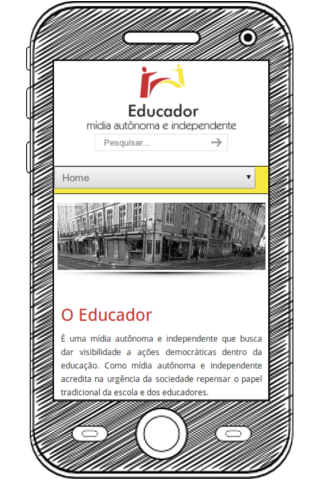 Educador
mídia autônoma e independente
Pesquisar...
Home
O Educador
É uma mídia autônoma e independente que busca
dar visibilidade a ações democráticas dentro da
educação. Como mídia autônoma e independente
acredita na urgência da sociedade repensar o papel
tradicional da escola e dos educadores.